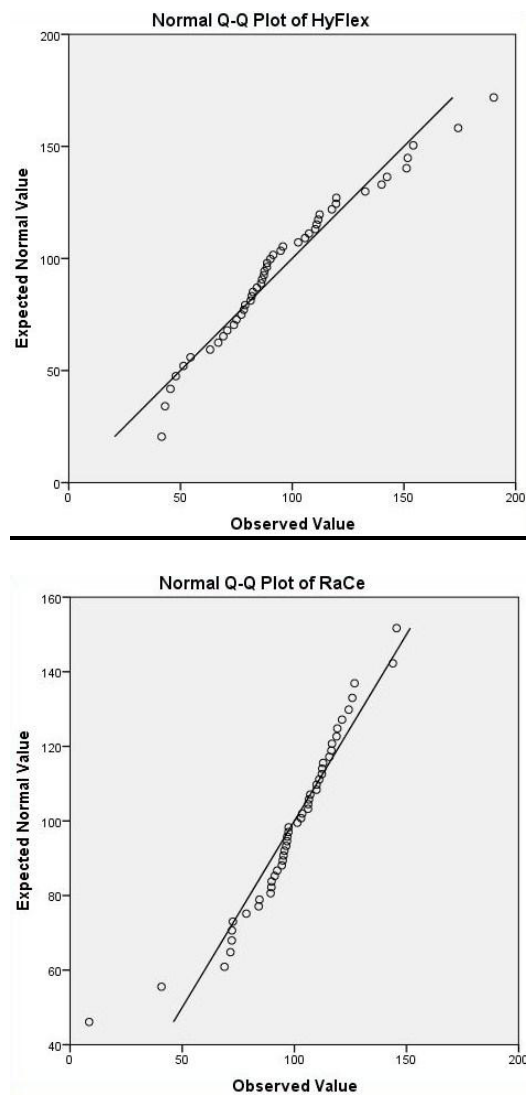 Normal Q-Q Plot of HyFlex
200
150
100
50
0
Expected Normal Value
0 50 100 150 200
Observed Value
Normal Q-Q Plot of RaCe
160
140
120
100
80
60
40
Expected Normal Value
0 50 100 150 200
Observed Value